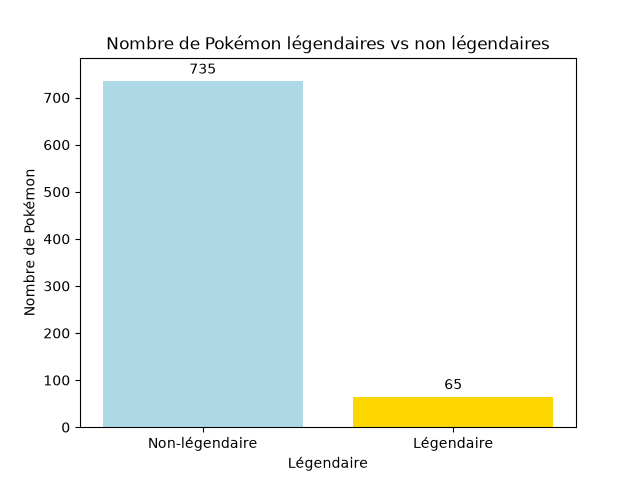 Nombre de Pokémon légendaires vs non légendaires
735
700
600
500
400
300
200
100
0
65
Nombre de Pokémon
Non-légendaire
Légendaire
Légendaire